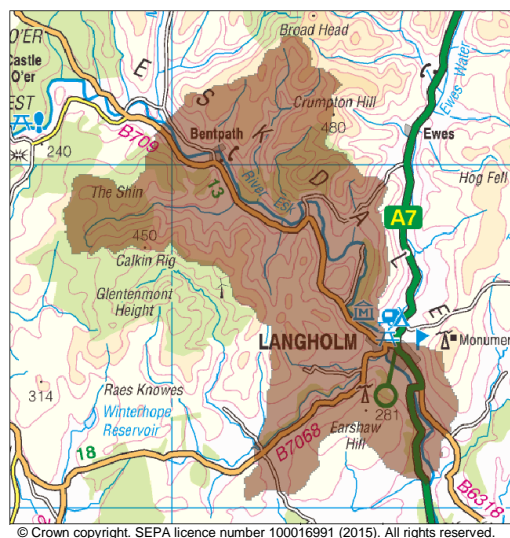 Broad Head
O'ER
Castle
O'er
EST
E
S
K
D
A
L
E
Crumpton Hill
480
Ewes Water
B709
Bentpath
Ewes
240
13
River Esk
Hog Fell
The Shin
A7
450
Calkin Rig
Glentenmont
Height
M
LANGHOLM
Monumen
314
Raes Knowes
Winterhope
Reservoir
281
Earshaw
Hill
18
B7068
B6318
© Crown copyright. SEPA licence number 100016991 (2015). All rights reserved.